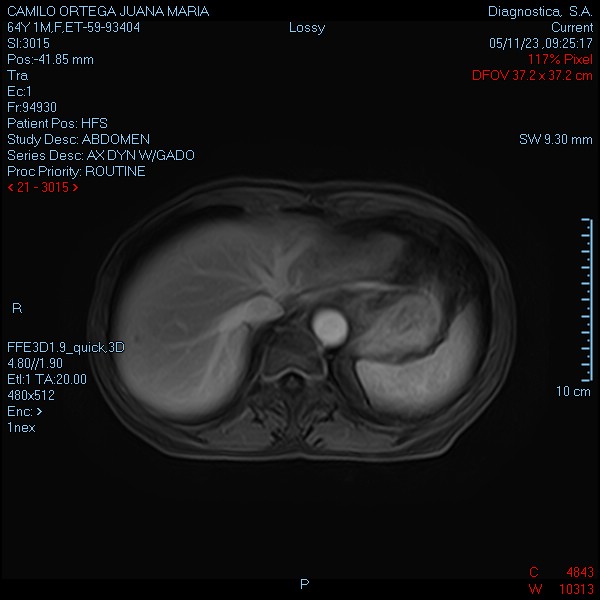 CAMILO ORTEGA JUANA MARIA
64Y 1M,F,ET-59-93404
SI:3015
Pos:-41.85 mm
Tra
Ec:1
Fr:94930
Patient Pos: HFS
Study Desc: ABDOMEN
Series Desc: AX DYN W/GADO
Proc Priority: ROUTINE
< 21 - 3015 >
Lossy
Diagnostica, S.A.
Current
05/11/23 ,09:25:17
117% Pixel
DFOV 37.2 x 37.2 cm
SW 9.30 mm
R
FFE3D1.9_quick,3D
4.80//1.90
Etl:1 TA:20.00
480x512
Enc: >
1nex
10 cm
P
C 4843
W 10313